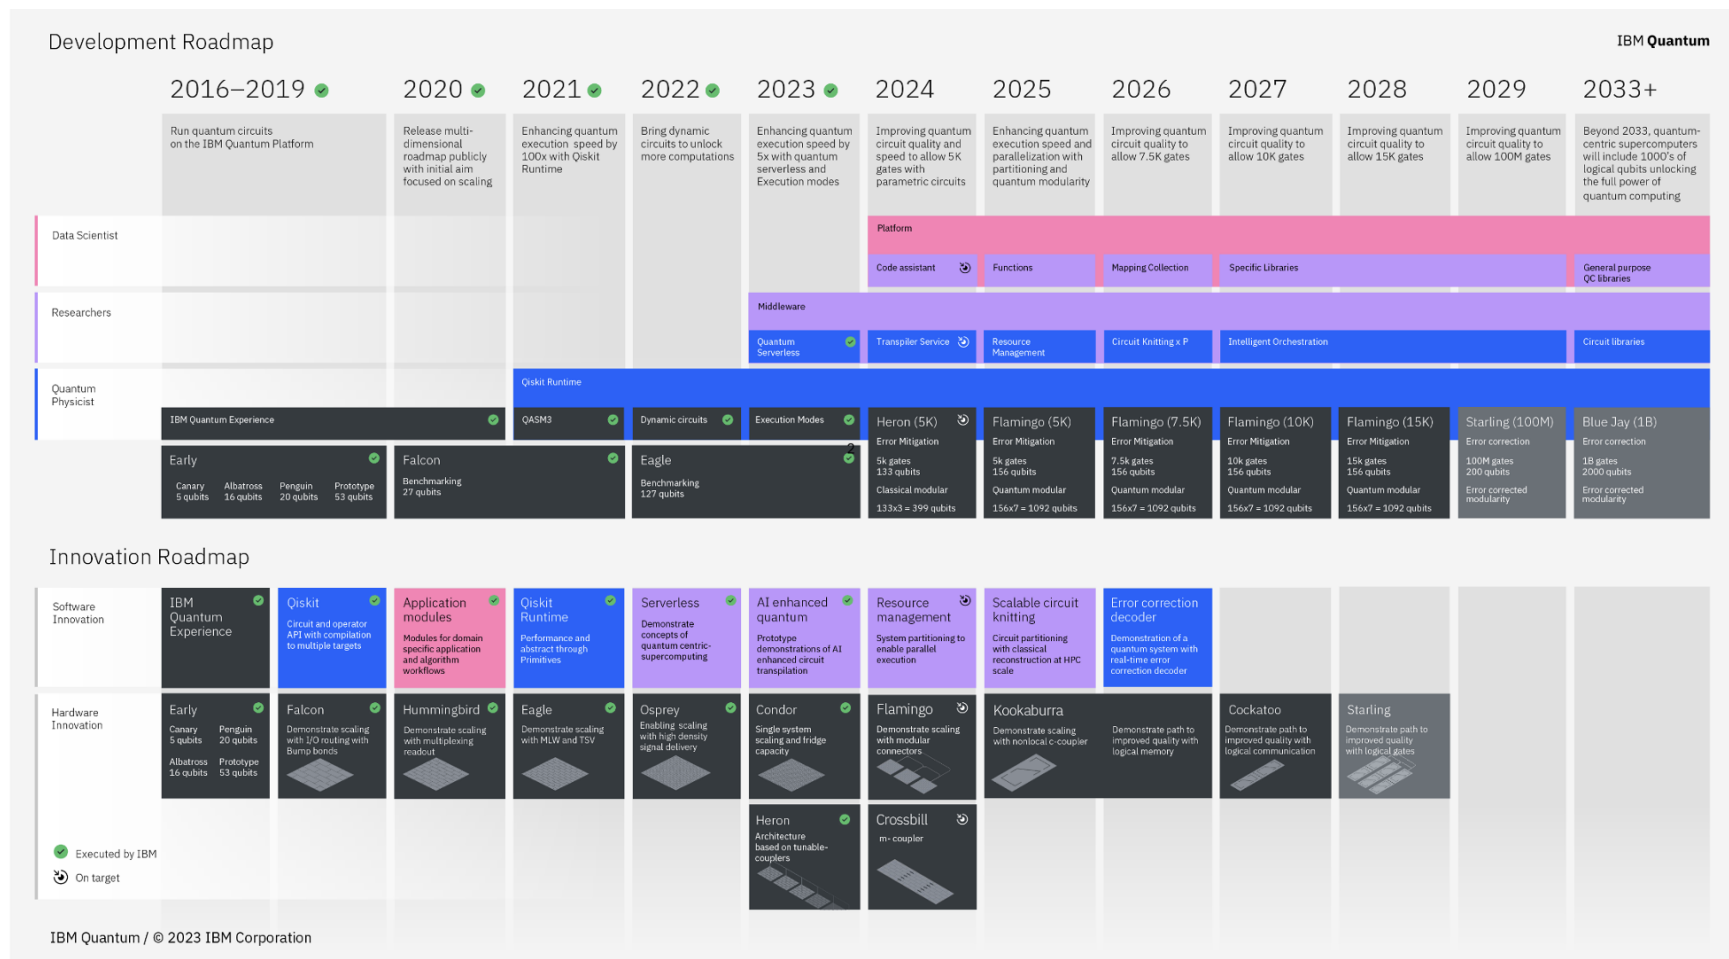 Development Roadmap
IBM Quantum
2016–2019
2020
2021
2022
2023
2024
2025
2026
2027
2028
2029
2033+
Run quantum circuits
on the IBM Quantum Platform
Release multi-
dimensional
roadmap publicly
with initial aim
focused on scaling
Enhancing quantum
execution speed by
100x with Qiskit
Runtime
Bring dynamic
circuits to unlock
more computations
Enhancing quantum
execution speed by
5x with quantum
serverless and
Execution modes
Improving quantum
circuit quality and
speed to allow 5K
gates with
parametric circuits
Enhancing quantum
execution speed and
parallelization with
partitioning and
quantum modularity
Improving quantum
circuit quality to
allow 7.5K gates
Improving quantum
circuit quality to
allow 10K gates
Improving quantum
circuit quality to
allow 15K gates
Improving quantum
circuit quality to
allow 100M gates
Beyond 2033, quantum-
centric supercomputers
will include 1000's of
logical qubits unlocking
the full power of
quantum computing
Data Scientist
Platform
Code assistant
Functions
Mapping Collection
Specific Libraries
General purpose
QC libraries
Researchers
Middleware
Quantum
Serverless
Transpiler Service
Resource
Management
Circuit Knitting x P
Intelligent Orchestration
Circuit libraries
Quantum
Physicist
Qiskit Runtime
IBM Quantum Experience
QASM3
Dynamic circuits
Execution Modes
2
Early
Canary
5 qubits
Albatross
16 qubits
Penguin
20 qubits
Prototype
53 qubits
Falcon
Benchmarking
27 qubits
Eagle
Benchmarking
127 qubits
Heron (5K)
Error Mitigation
5k gates
133 qubits
Classical modular
133x3 = 399 qubits
Flamingo (5K)
Error Mitigation
5k gates
156 qubits
Quantum modular
156x7 = 1092 qubits
Flamingo (7.5K)
Error Mitigation
7.5k gates
156 qubits
Quantum modular
156x7 = 1092 qubits
Flamingo (10K)
Error Mitigation
10k gates
156 qubits
Quantum modular
156x7 = 1092 qubits
Flamingo (15K)
Error Mitigation
15k gates
156 qubits
Quantum modular
156x7 = 1092 qubits
Starling (100M)
Error correction
100M gates
200 qubits
Error corrected
modularity
Blue Jay (1B)
Error correction
1B gates
2000 qubits
Error corrected
modularity
Innovation Roadmap
Software
Innovation
IBM
Quantum
Experience
Qiskit
Circuit and operator
API with compilation
to multiple targets
Application
modules
Modules for domain
specific application
and algorithm
workflows
Qiskit
Runtime
Performance and
abstract through
Primitives
Serverless
Demonstrate
concepts of
quantum centric-
supercomputing
AI enhanced
quantum
Prototype
demonstrations of AI
enhanced circuit
transpilation
Resource
management
System partitioning to
enable parallel
execution
Scalable circuit
knitting
Circuit partitioning
with classical
reconstruction at HPC
scale
Error correction
decoder
Demonstration of a
quantum system with
real-time error
correction decoder
Hardware
Innovation
Early
Canary
5 qubits
Penguin
20 qubits
Albatross
16 qubits
Prototype
53 qubits
Falcon
Demonstrate scaling
with I/O routing with
Bump bonds
Hummingbird
Demonstrate scaling
with multiplexing
readout
Eagle
Demonstrate scaling
with MLW and TSV
Osprey
Enabling scaling
with high density
signal delivery
Condor
Single system
scaling and fridge
capacity
Flamingo
Demonstrate scaling
with modular
connectors
Kookaburra
Demonstrate scaling
with nonlocal c-coupler
Demonstrate path to
improved quality with
logical memory
Cockatoo
Demonstrate path to
improved quality with
logical communication
Starling
Demonstrate path to
improved quality
with logical gates
Heron
Architecture
based on tunable-
couplers
Crossbill
m- coupler
Executed by IBM
On target
IBM Quantum / © 2023 IBM Corporation